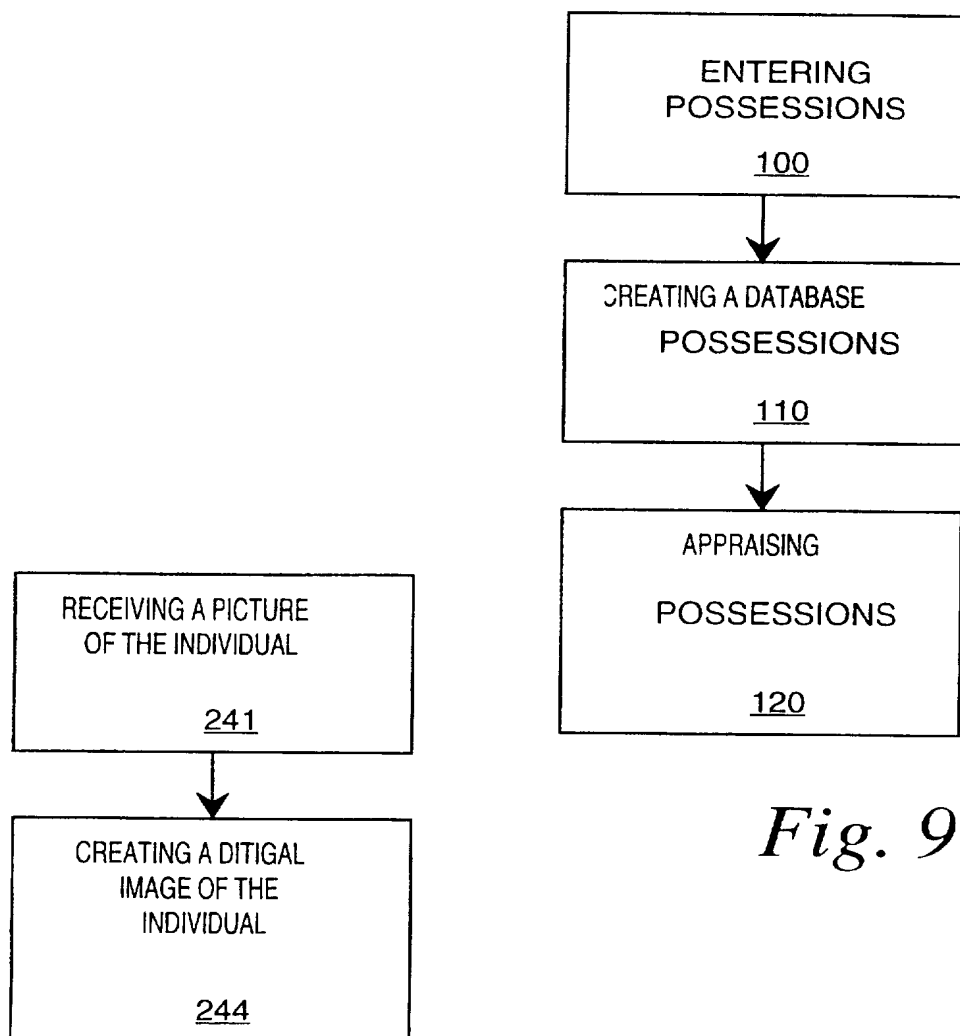 ENTERING
POSSESSIONS
100
CREATING A DATABASE
POSSESSIONS
110
APPRAISING
POSSESSIONS
120
Fig. 9
RECEIVING A PICTURE
OF THE INDIVIDUAL
241
CREATING A DITIGAL
IMAGE OF THE
INDIVIDUAL
244